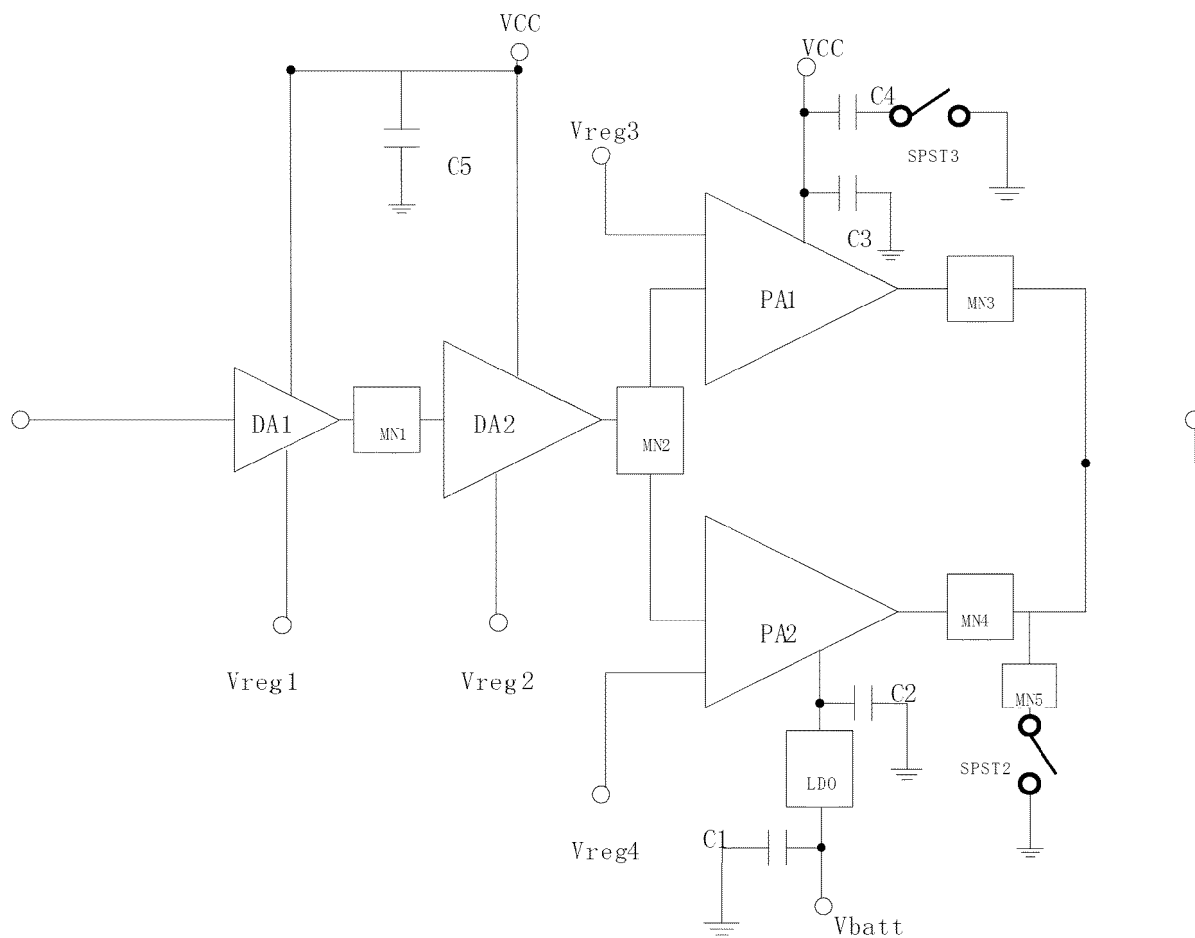 VCC
VCC
C4
Vreg3
SPST3
C5
C3
PA1
MN3
DA1
MN1
DA2
MN2
PA2
MN4
Vreg1
Vreg2
C2
MN5
SPST2
LDO
C1
Vreg4
Vbatt